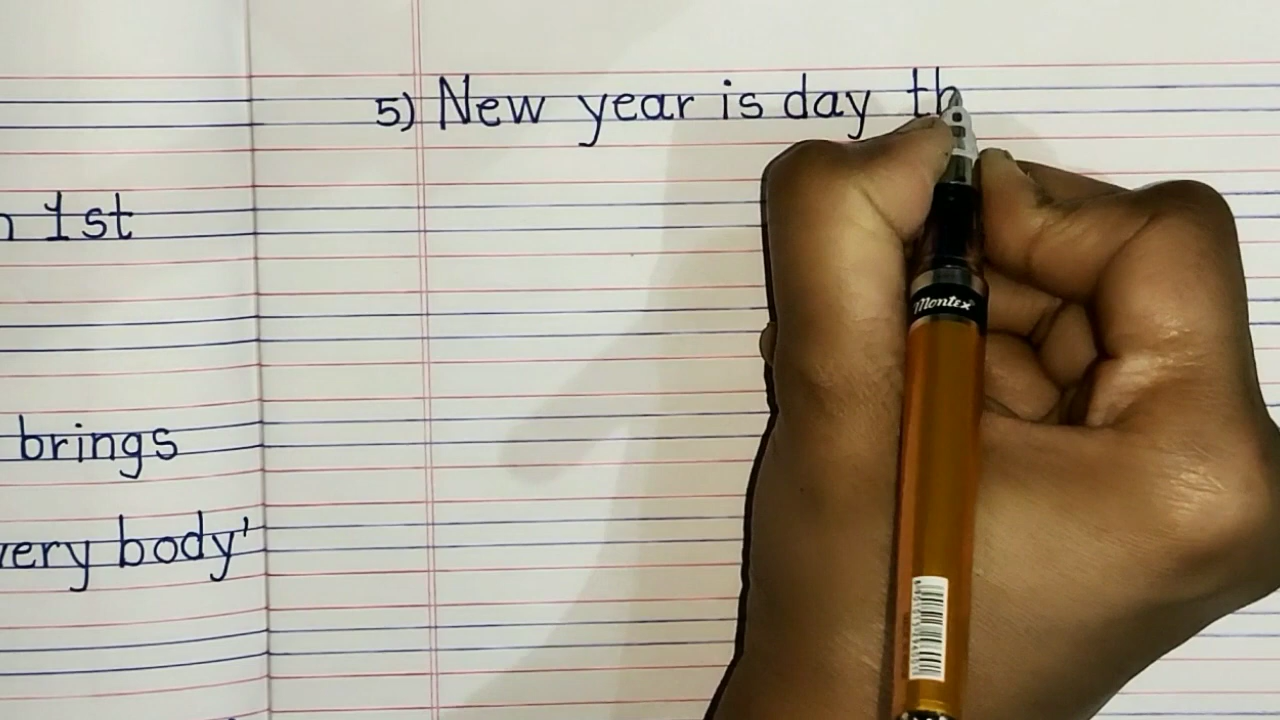 5) New year is day th
1st
brings
very body'
Montex